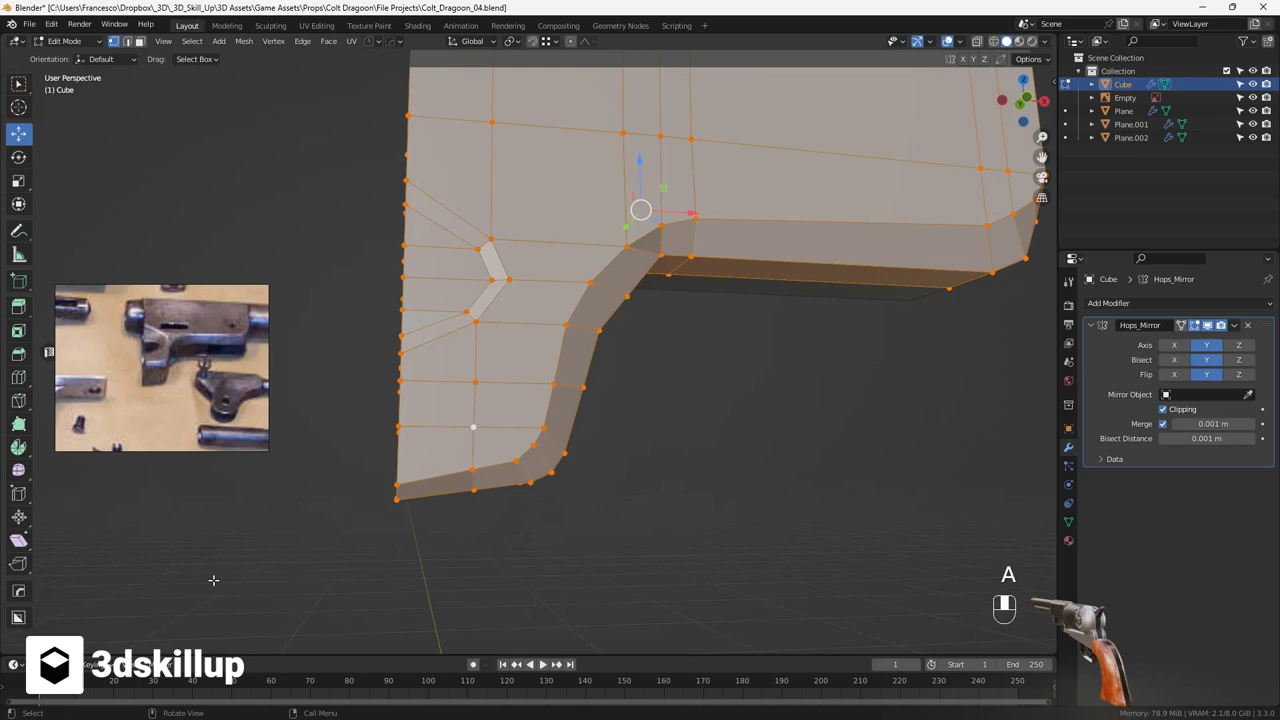 Blender* [C:\Users\Francesco\Dropbox\_3D\_3D_Skill_Up\3D Assets\Game Assets\Props\Colt Dragoon\File Projects\Colt_Dragoon_04.blend]
File Edit Render Window Help Layout Modeling Sculpting UV Editing Texture Paint Shading Animation Rendering Compositing Geometry Nodes Scripting + Scene ViewLayer
Edit Mode View Select Add Mesh Vertex Edge Face UV Global
Orientation: Default Drag: Select Box X Y Z Options
User Perspective
(1) Cube
Z
X
Y
Scene Collection
Collection
Cube
Empty
Plane
Plane.001
Plane.002
Cube > Hops_Mirror
Add Modifier
Hops_Mirror
Axis X Y Z
Bisect X Y Z
Flip X Y Z
Mirror Object
Clipping
Merge 0.001 m
Bisect Distance 0.001 m
Data
A
3dskillup
1 Start 1 End 250
20 30 40 50 60 70 80 90 100 110 120 130 140 150 160 170 180 190 200 210 220 230 240 250
Select Rotate View Call Menu Memory: 78.9 MiB | VRAM: 2.1/8.0 GiB | 3.3.0